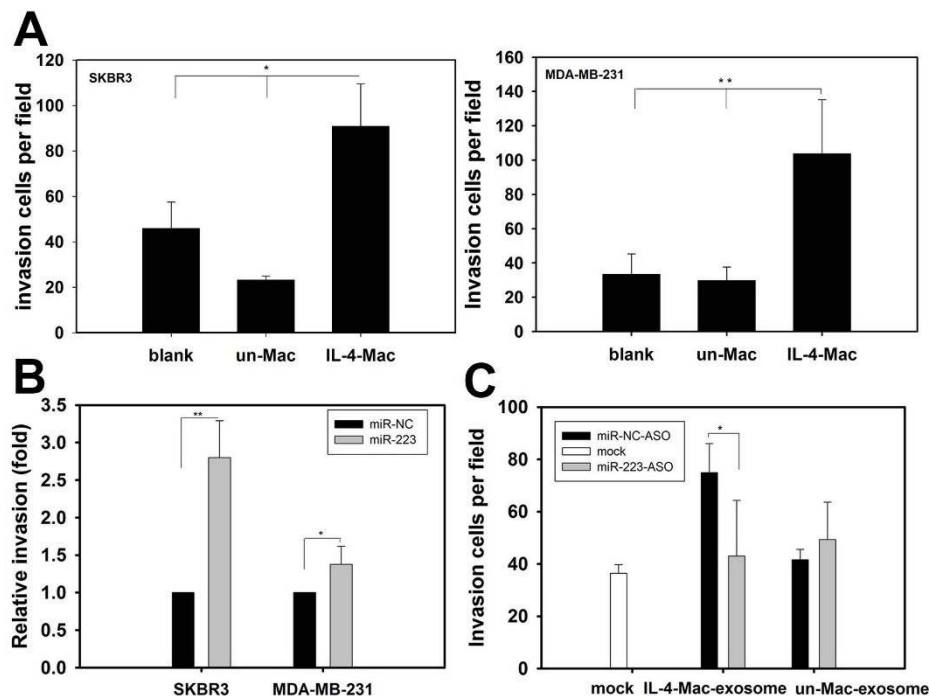 A
SKBR3
*
invasion cells per field
120
100
80
60
40
20
0
blank un-Mac IL-4-Mac
MDA-MB-231
**
Invasion cells per field
160
140
120
100
80
60
40
20
0
blank un-Mac IL-4-Mac
B
Relative invasion (fold)
3.5
3.0
2.5
2.0
1.5
1.0
0.5
0.0
**
*
miR-NC
miR-223
SKBR3 MDA-MB-231
C
Invasion cells per field
100
80
60
40
20
0
miR-NC-ASO
mock
miR-223-ASO
*
mock IL-4-Mac-exosome un-Mac-exosome